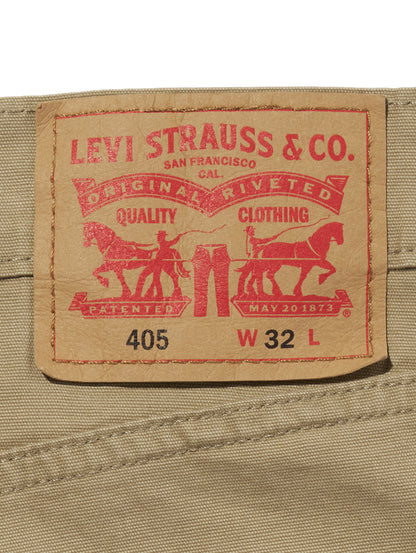 LEVI STRAUSS & CO.
SAN FRANCISCO
CAL.
ORIGINAL RIVETED
QUALITY CLOTHING
PATENTED MAY 20 1873 ®
405 W 32 L